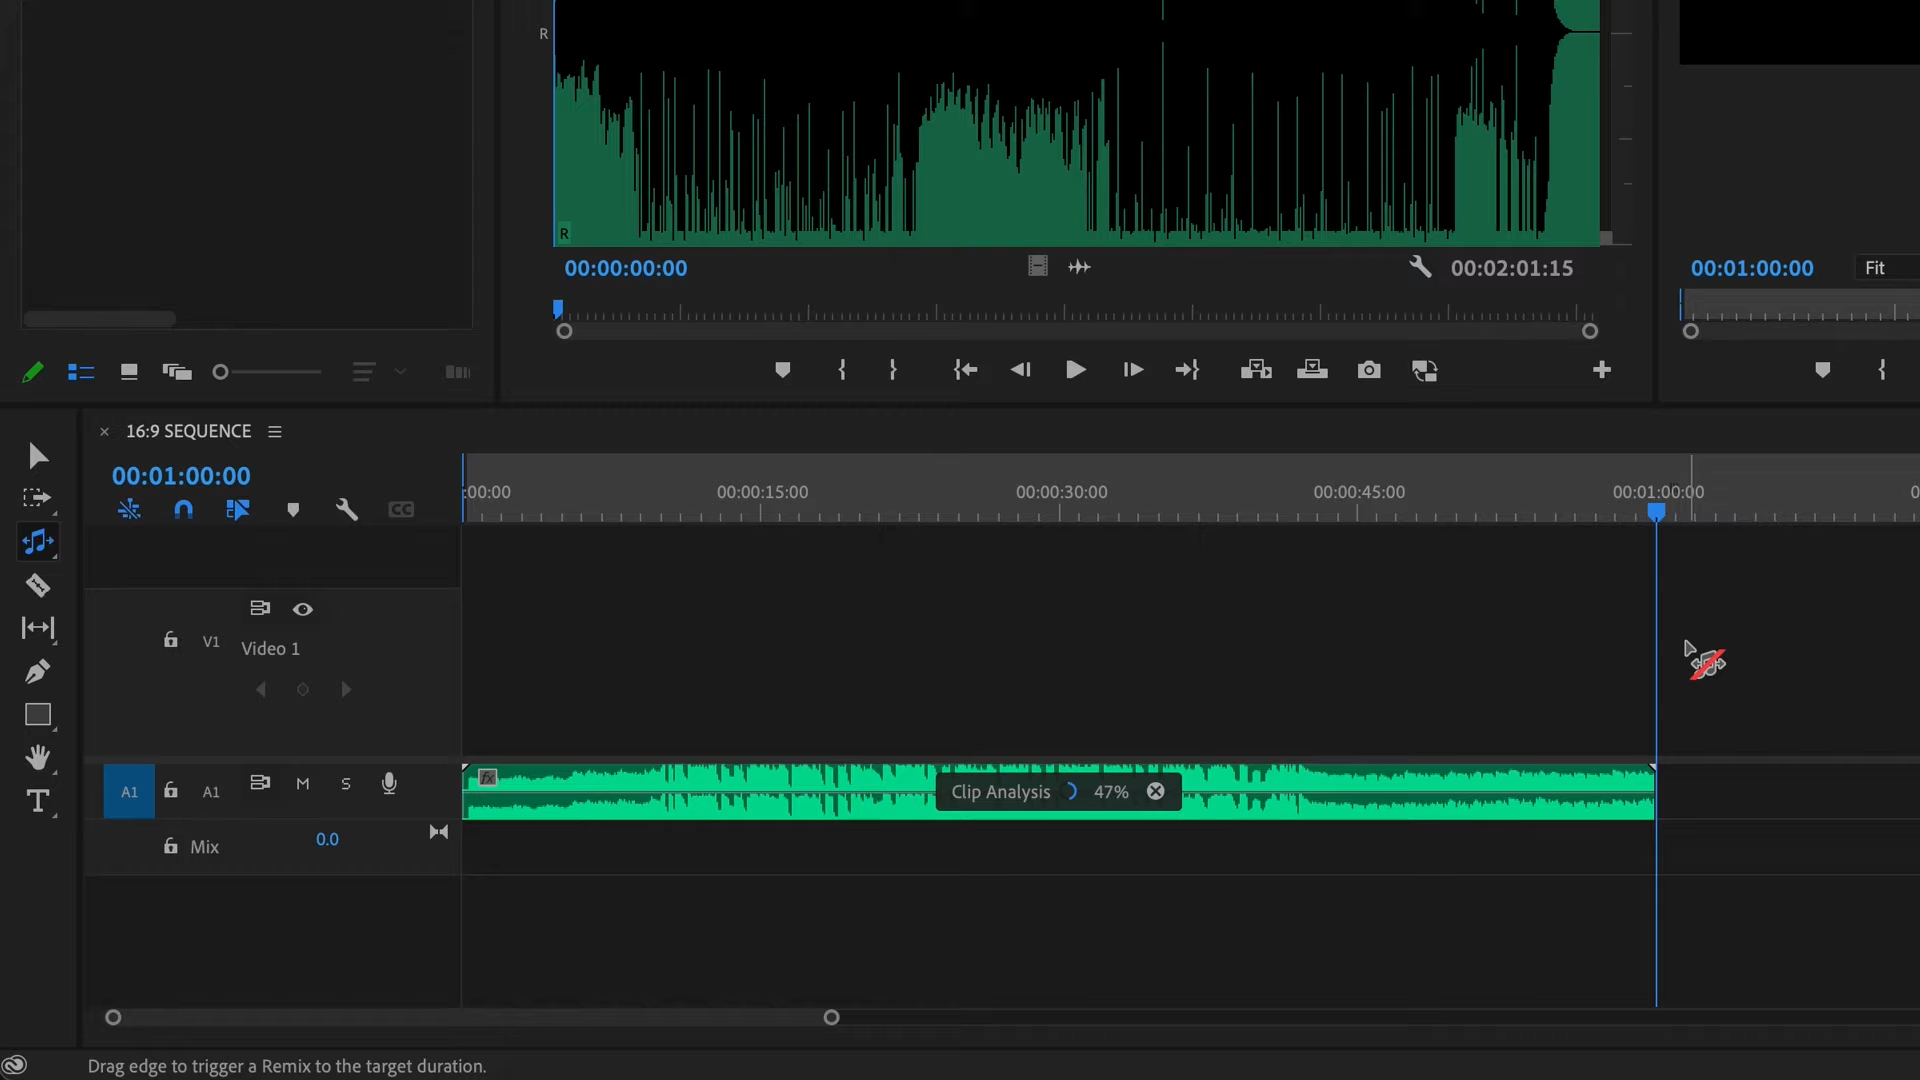 R
R
00:00:00:00
00:02:01:15
00:01:00:00
Fit
16:9 SEQUENCE
00:01:00:00
CC
:00:00
00:00:15:00
00:00:30:00
00:00:45:00
00:01:00:00
0
V1
Video 1
A1
A1
M
S
fx
Clip Analysis
47%
Mix
0.0
T
Drag edge to trigger a Remix to the target duration.